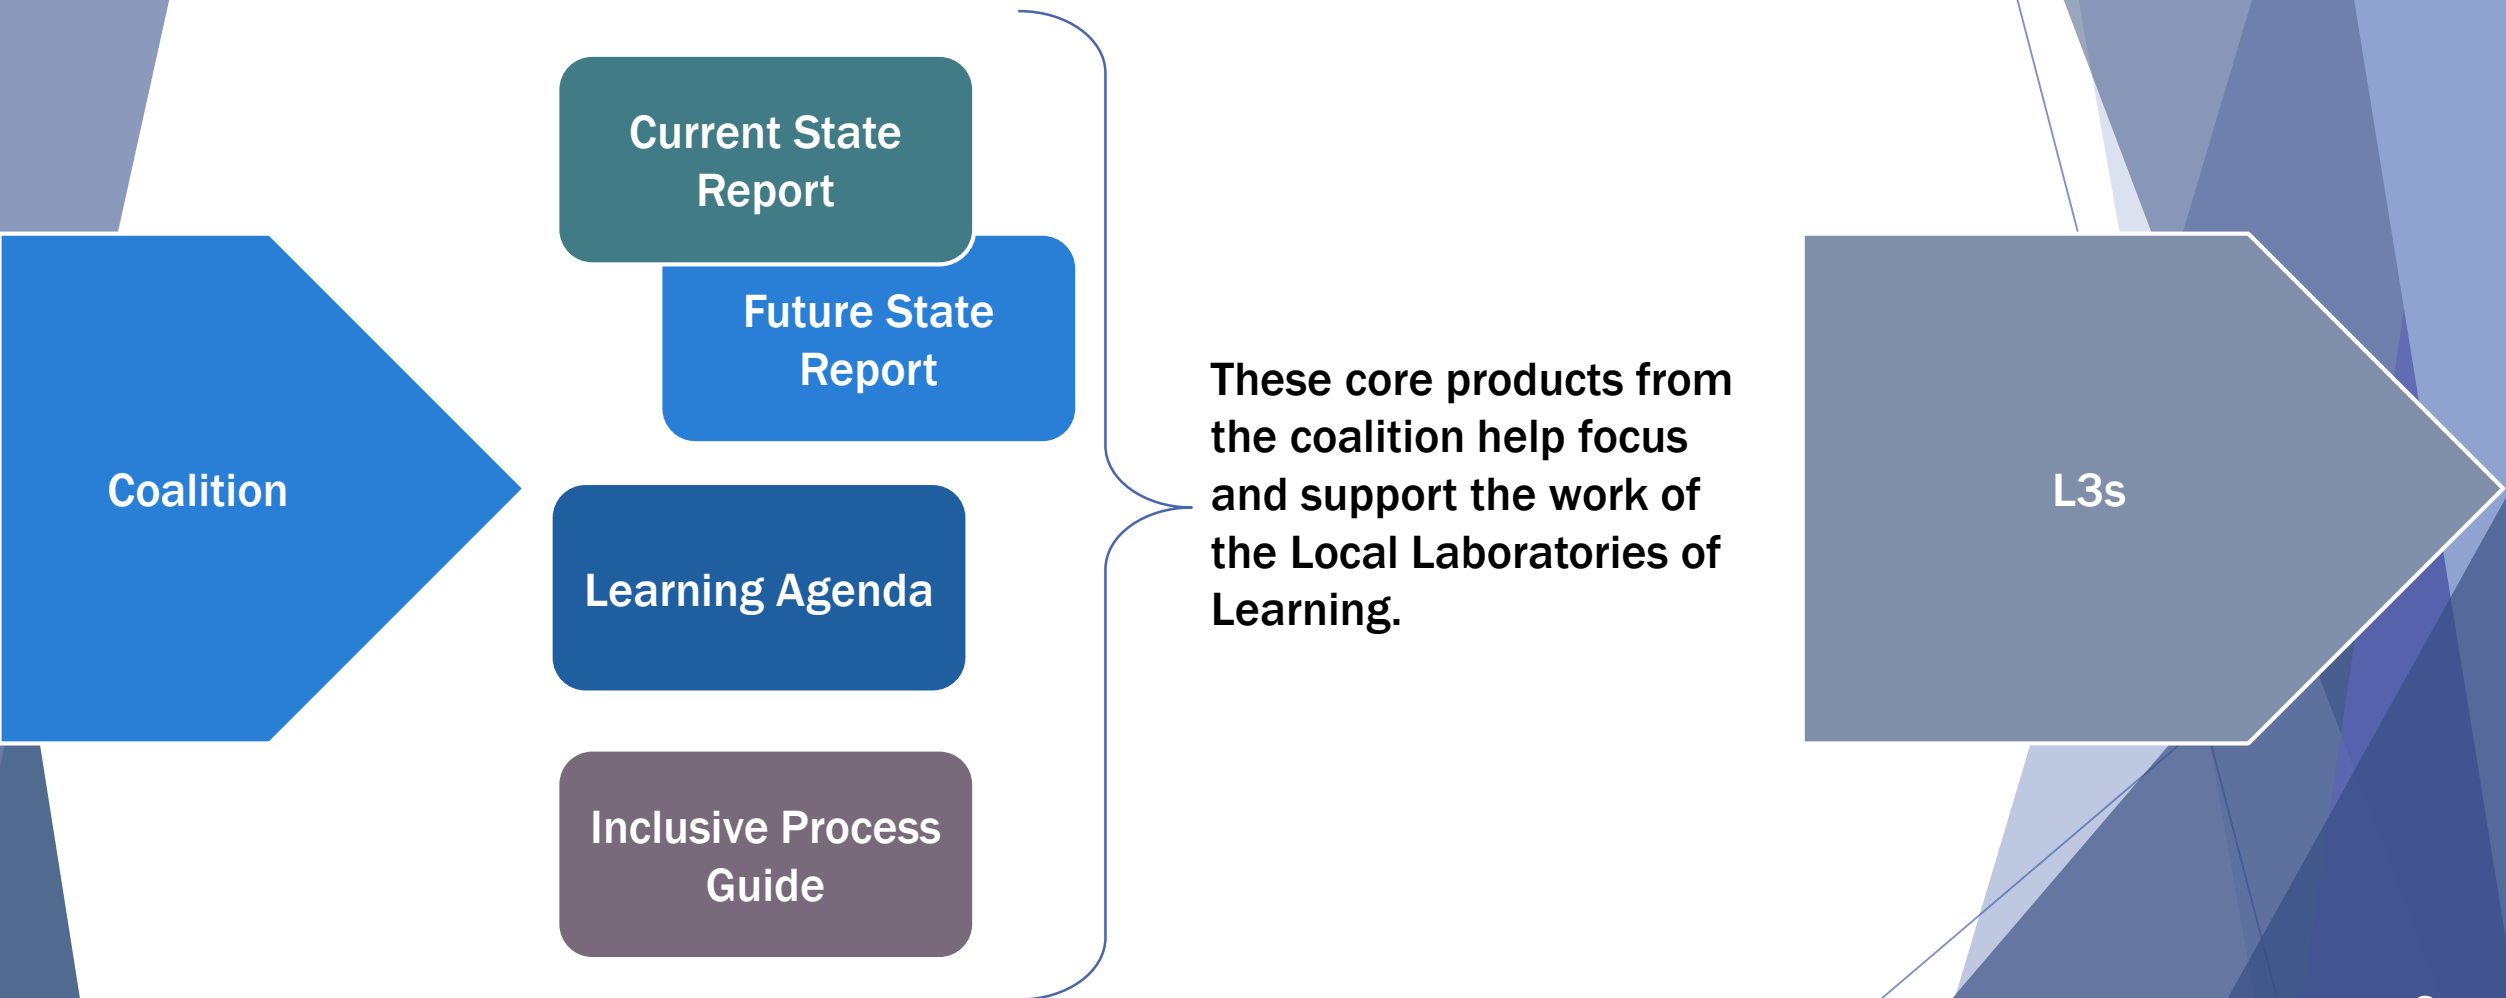 Coalition
Current State
Report
Future State
Report
Learning Agenda
Inclusive Process
Guide
These core products from
the coalition help focus
and support the work of
the Local Laboratories of
Learning.
L3s